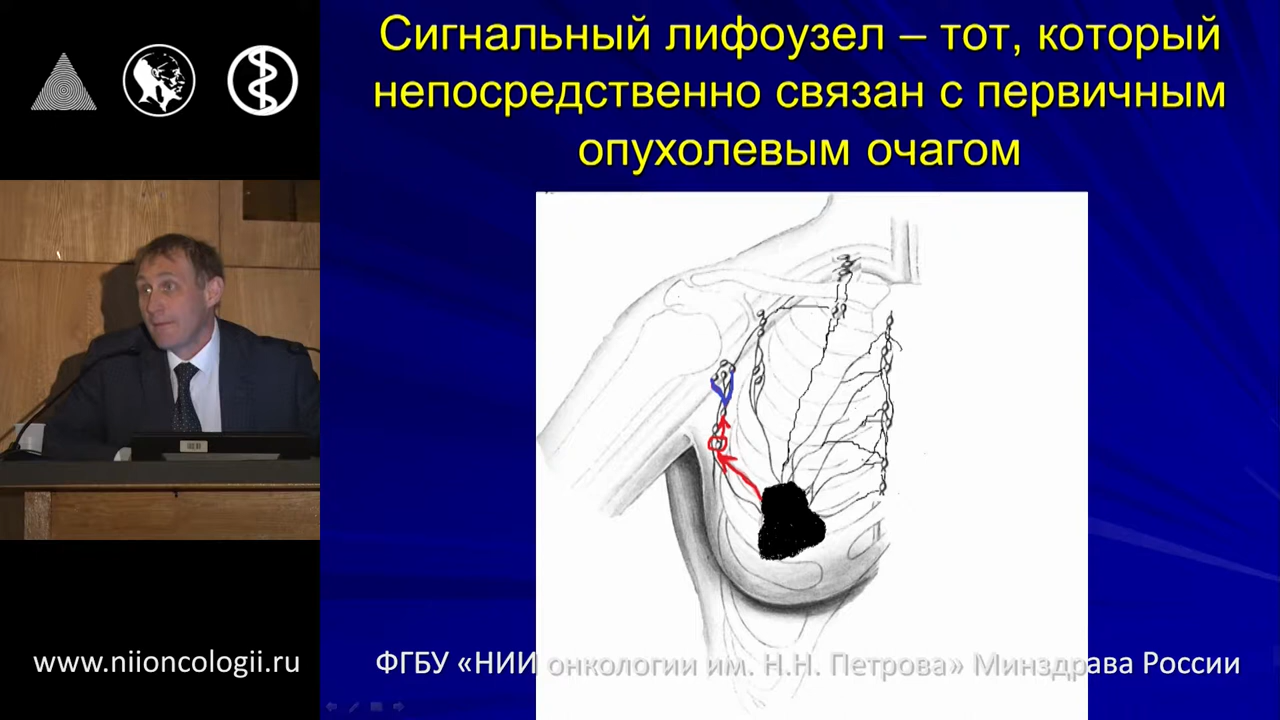 Сигнальный лифоузел – тот, который
непосредственно связан с первичным
опухолевым очагом
www.niioncologii.ru
ФГБУ «НИИ онкологии им. Н.Н. Петрова» Минздрава России